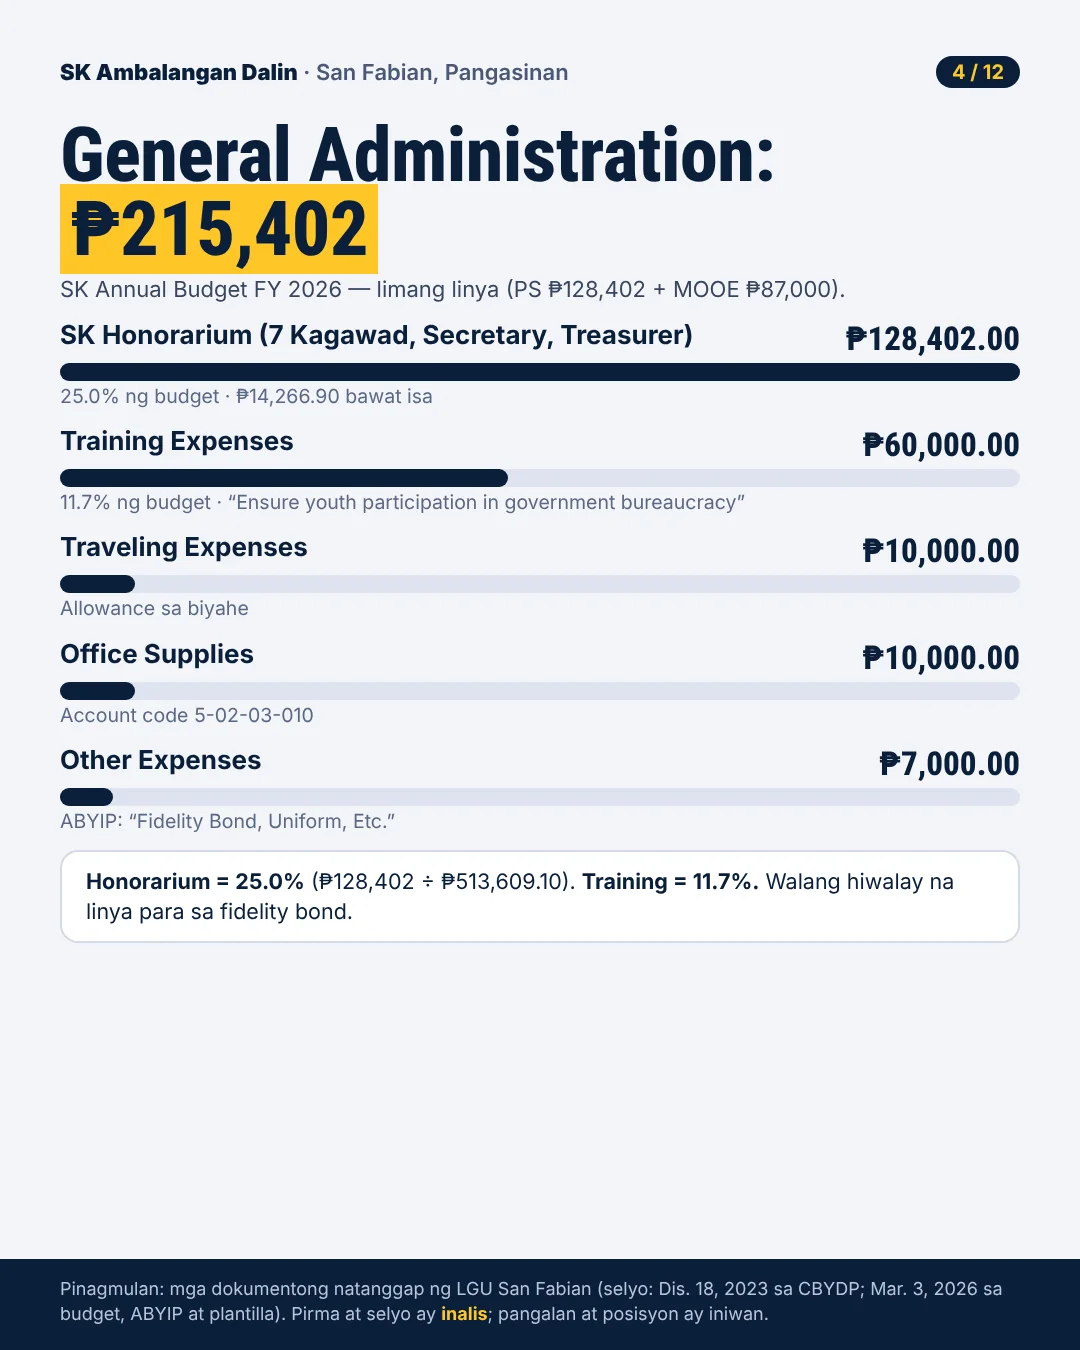 SK Ambalangan Dalin · San Fabian, Pangasinan
4 / 12
General Administration:
₱215,402
SK Annual Budget FY 2026 — limang linya (PS ₱128,402 + MOOE ₱87,000).
SK Honorarium (7 Kagawad, Secretary, Treasurer)
₱128,402.00
25.0% ng budget · ₱14,266.90 bawat isa
Training Expenses
₱60,000.00
11.7% ng budget · “Ensure youth participation in government bureaucracy”
Traveling Expenses
₱10,000.00
Allowance sa biyahe
Office Supplies
₱10,000.00
Account code 5-02-03-010
Other Expenses
₱7,000.00
ABYIP: “Fidelity Bond, Uniform, Etc.”
Honorarium = 25.0% (₱128,402 ÷ ₱513,609.10). Training = 11.7%. Walang hiwalay na
linya para sa fidelity bond.
Pinagmulan: mga dokumentong natanggap ng LGU San Fabian (selyo: Dis. 18, 2023 sa CBYDP; Mar. 3, 2026 sa
budget, ABYIP at plantilla). Pirma at selyo ay inalis; pangalan at posisyon ay iniwan.